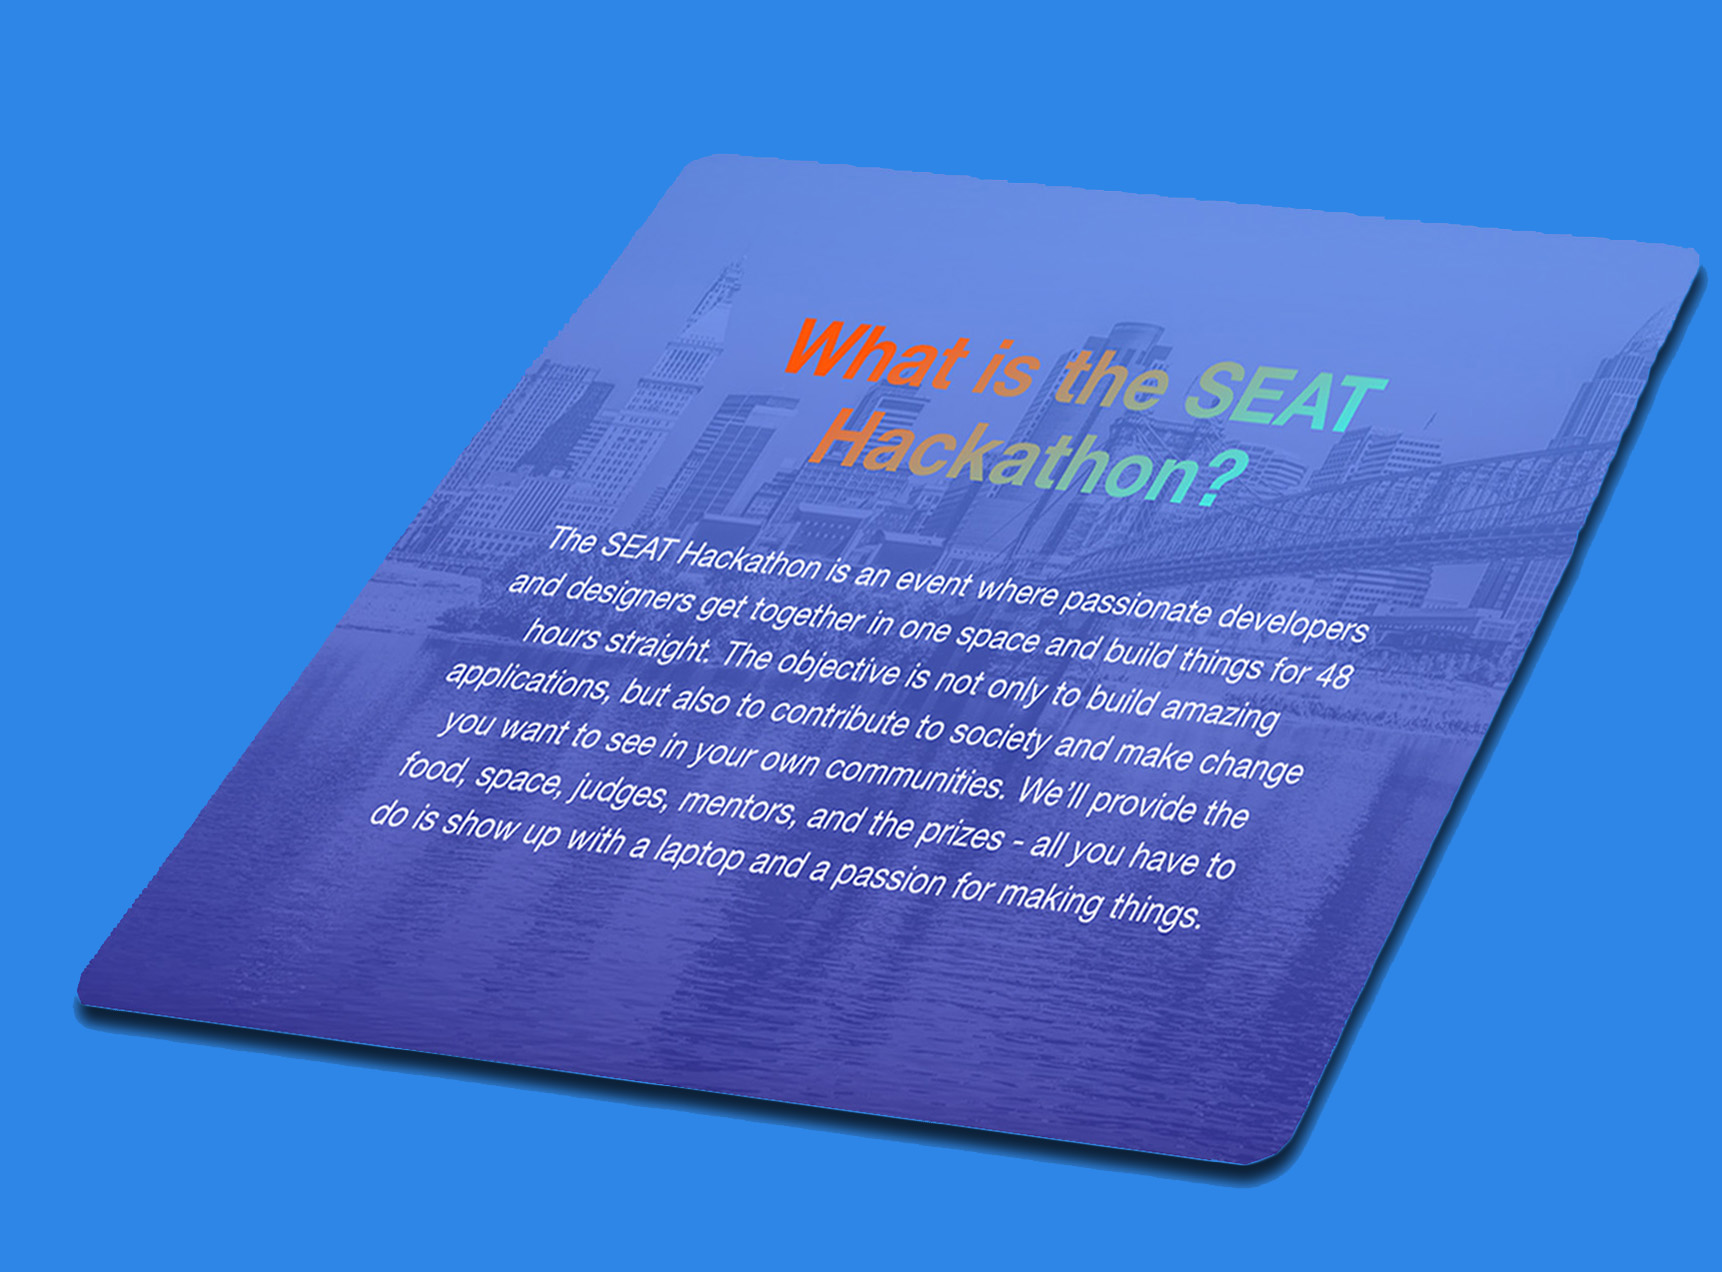 What is the SEAT
Hackathon?
The SEAT Hackathon is an event where passionate developers
and designers get together in one space and build things for 48
hours straight. The objective is not only to build amazing
applications, but also to contribute to society and make change
you want to see in your own communities. We'll provide the
food, space, judges, mentors, and the prizes - all you have to
do is show up with a laptop and a passion for making things.